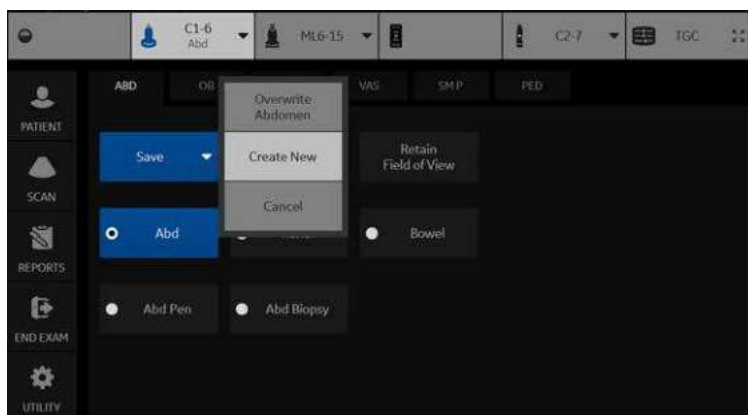 C1-6
Abd
ML6-15
C2-7
TGC
PATIENT
SCAN
REPORTS
END EXAM
UTILITY
ABD
OB
VAS
SMP
PED
Save
Overwrite
Abdomen
Create New
Cancel
Retain
Field of View
Abd
Bowel
Abd Pen
Abd Biopsy